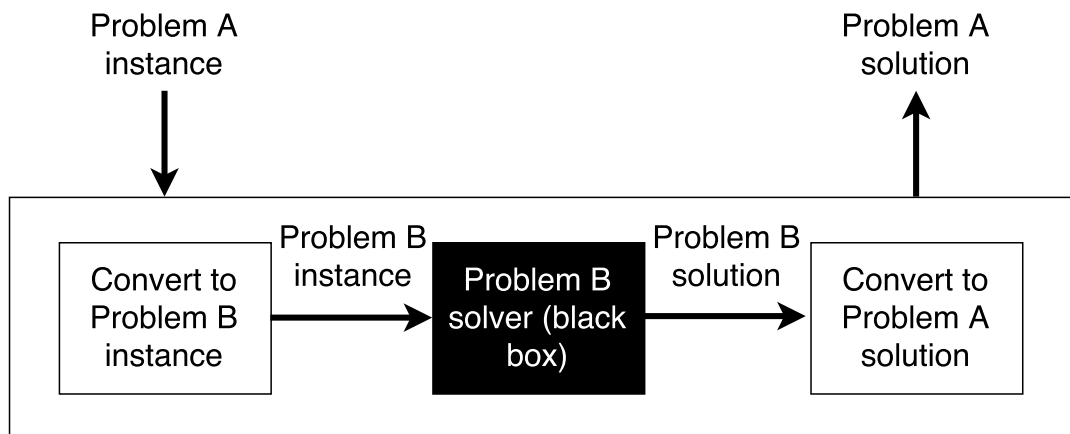 Problem A
instance
Problem A
solution
Convert to
Problem B
instance
Problem B
instance
Problem B
solver (black
box)
Problem B
solution
Convert to
Problem A
solution